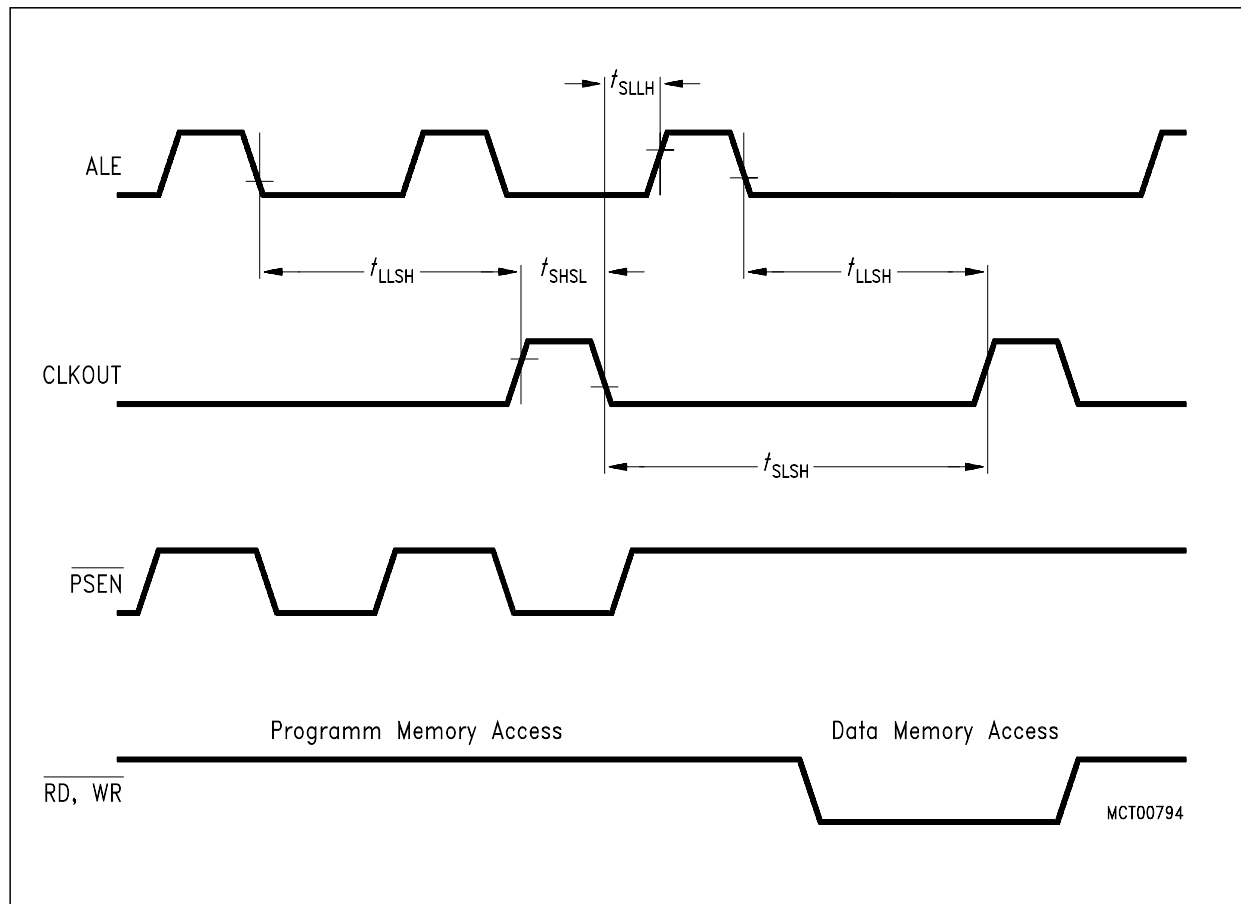 tSLLH
ALE
tLLSH
tSHSL
tLLSH
CLKOUT
tSLSH
PSEN
Programm Memory Access
Data Memory Access
RD, WR
MCT00794